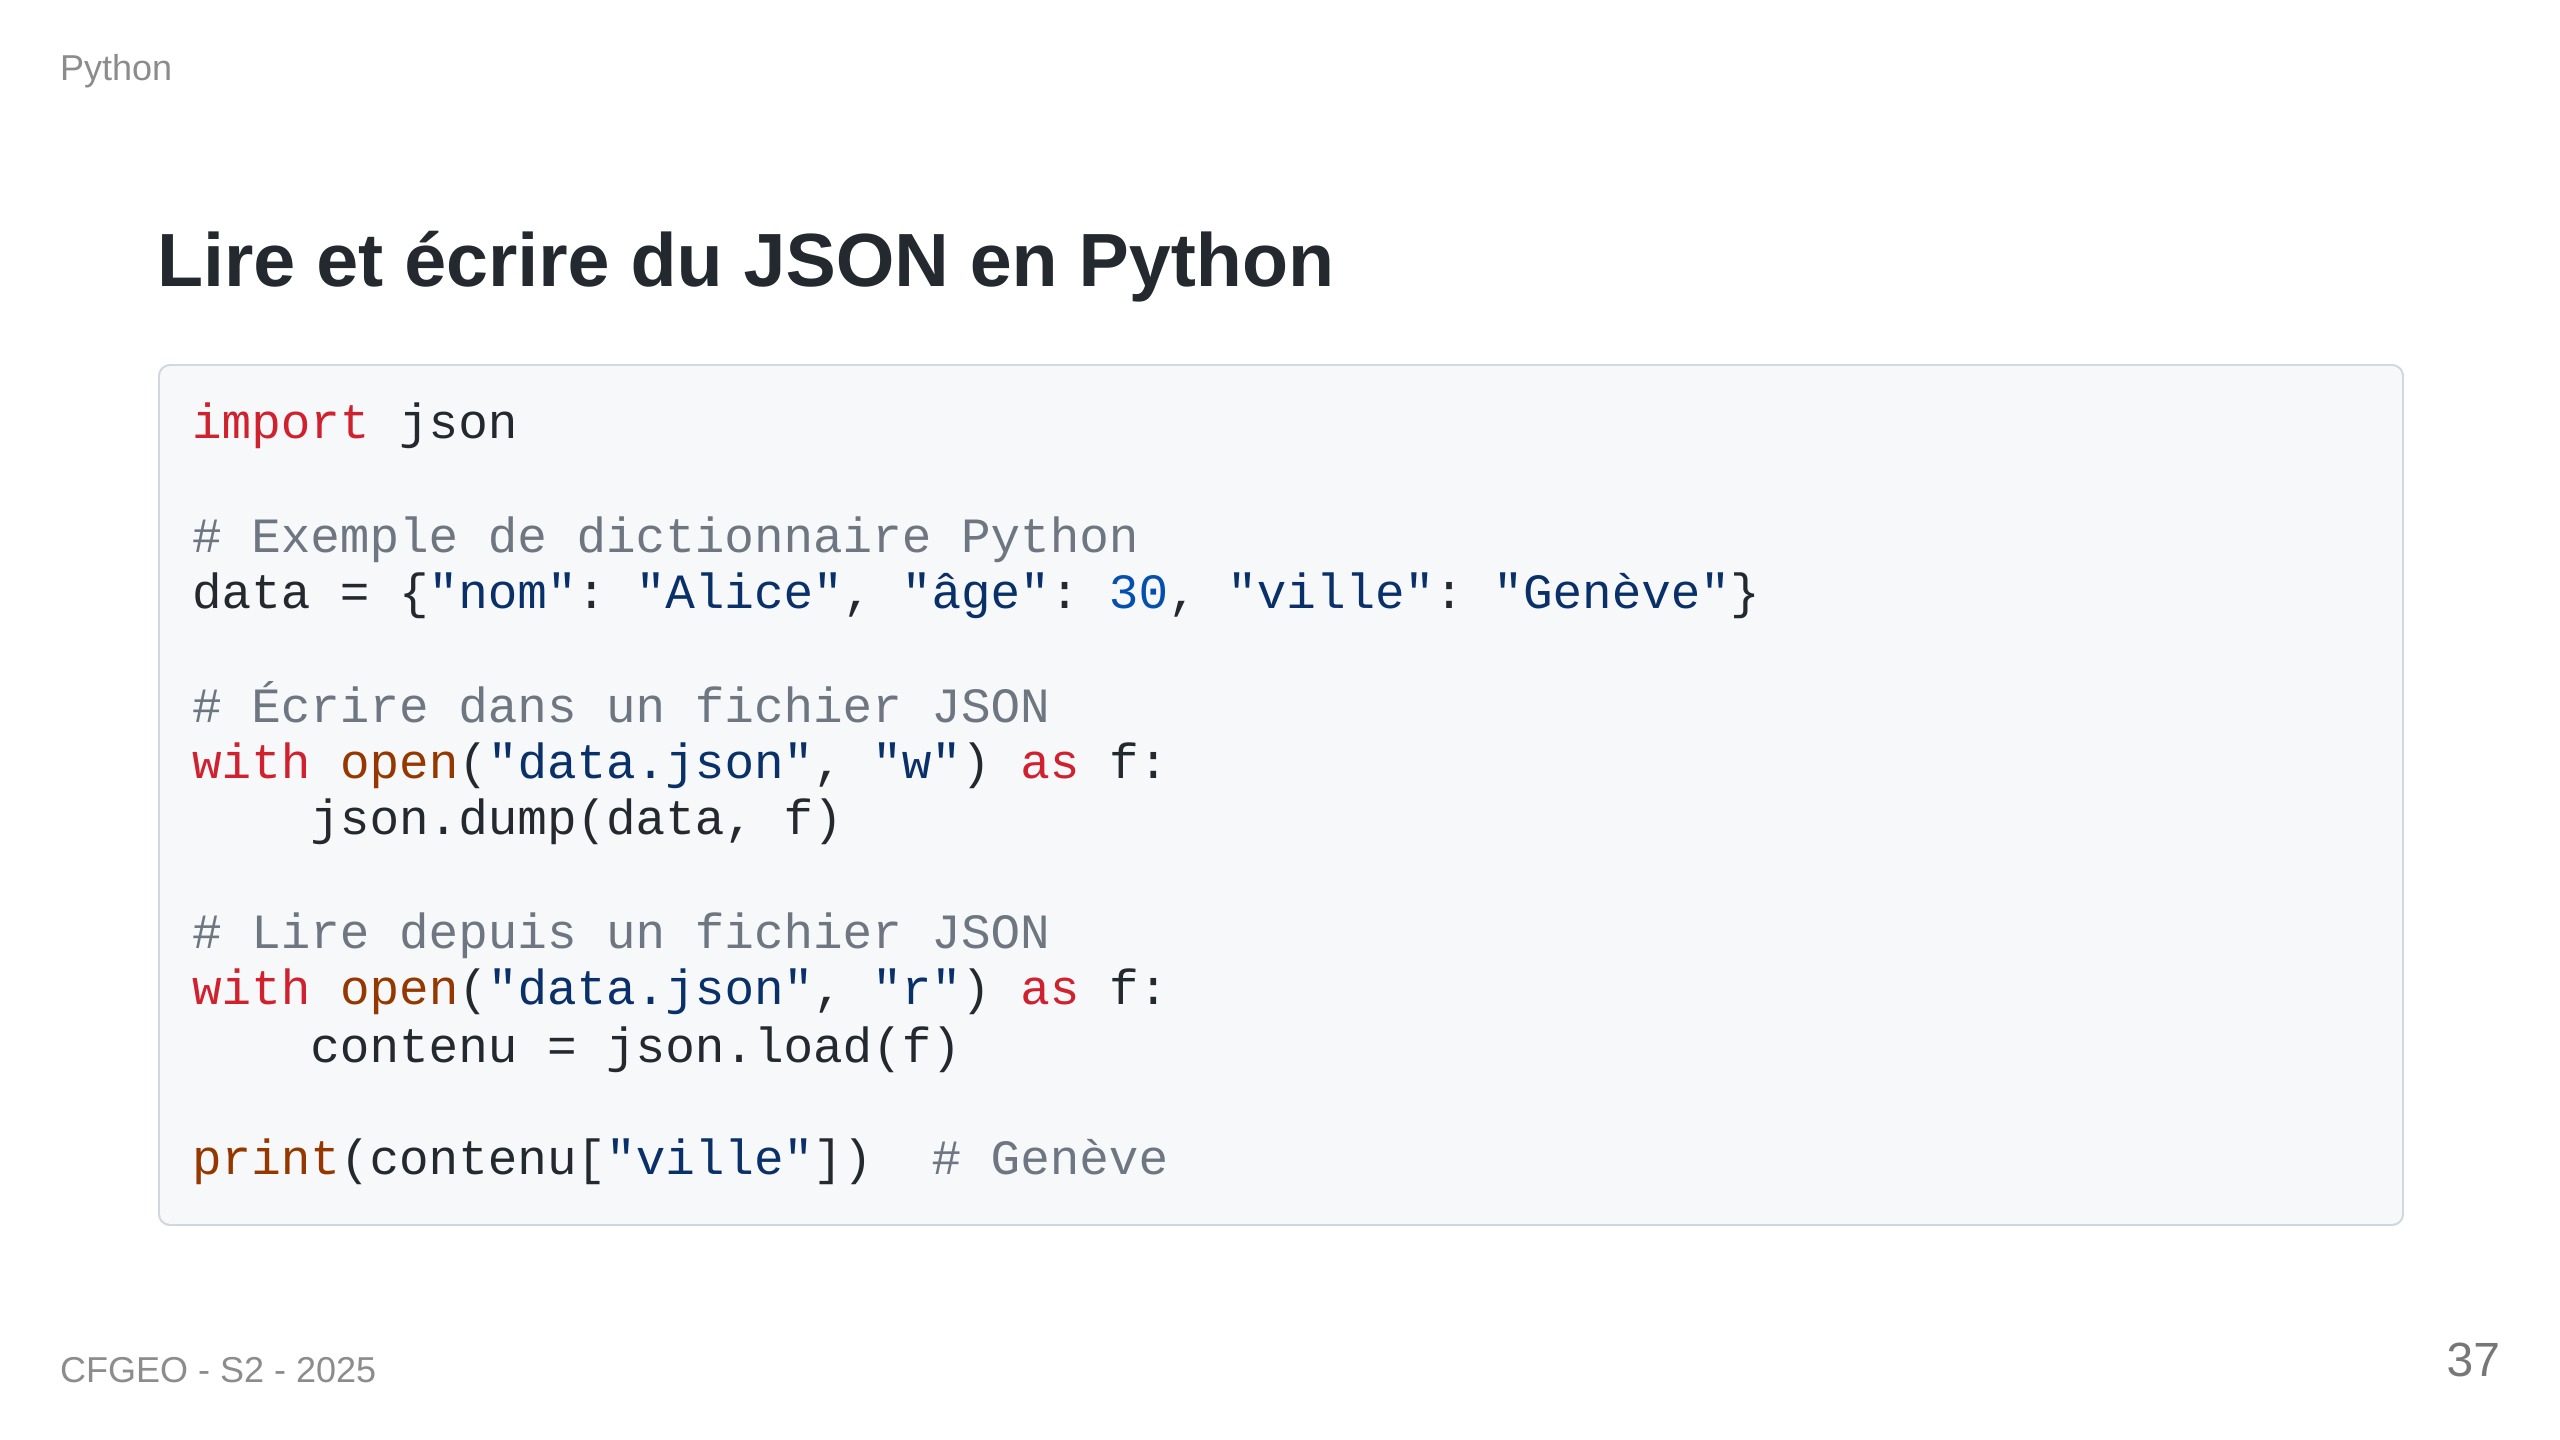 Python
Lire et écrire du JSON en Python
import json
# Exemple de dictionnaire Python
data = {"nom": "Alice", "âge": 30, "ville": "Genève"}
# Écrire dans un fichier JSON
with open("data.json", "w") as f:
    json.dump(data, f)
# Lire depuis un fichier JSON
with open("data.json", "r") as f:
    contenu = json.load(f)
print(contenu["ville"])  # Genève
CFGEO - S2 - 2025
37